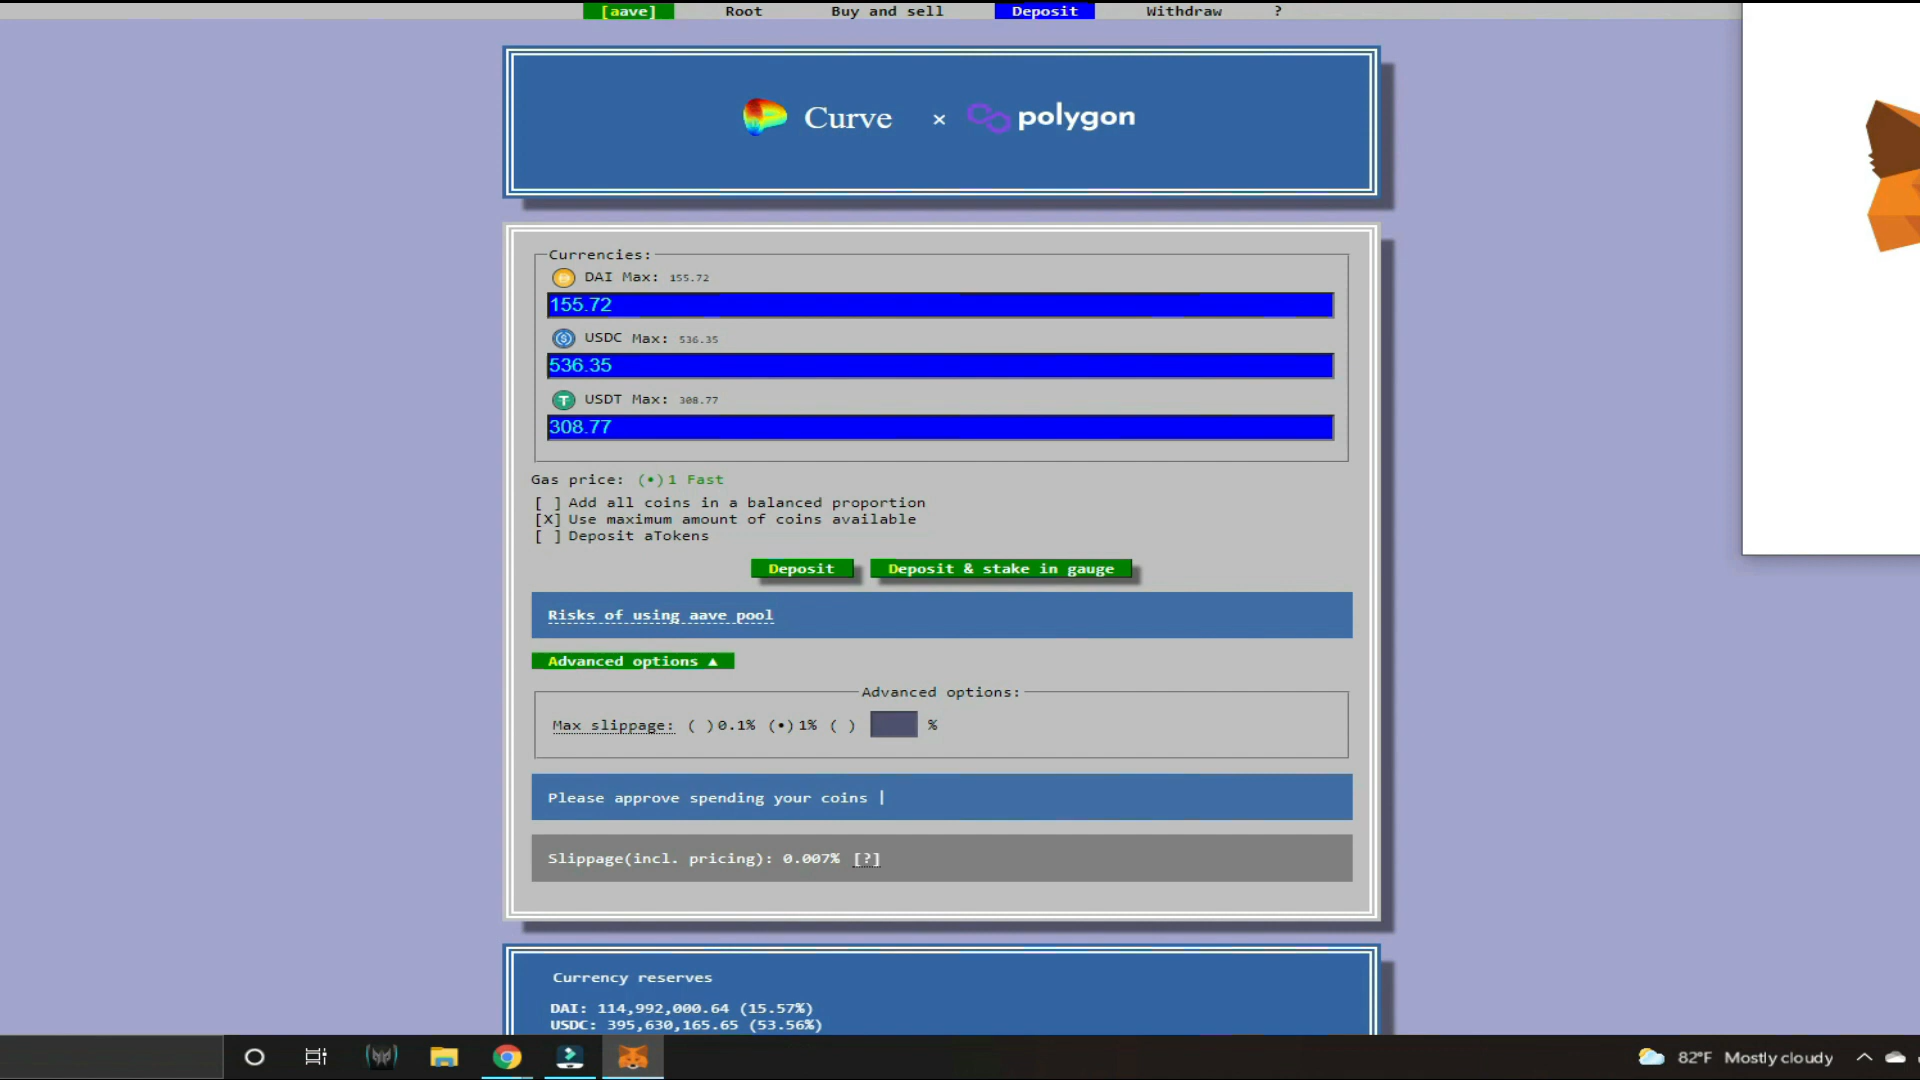 [aave] Root Buy and sell Deposit Withdraw ?
Curve × polygon
Currencies:
DAI Max: 155.72
155.72
USDC Max: 536.35
536.35
USDT Max: 308.77
308.77
Gas price: (•)1 Fast
[ ] Add all coins in a balanced proportion
[X] Use maximum amount of coins available
[ ] Deposit aTokens
Deposit Deposit & stake in gauge
Risks of using aave pool
Advanced options ▲
Advanced options:
Max slippage: ( )0.1% (•)1% ( ) %
Please approve spending your coins |
Slippage(incl. pricing): 0.007% [?]
Currency reserves
DAI: 114,992,000.64 (15.57%)
USDC: 395,630,165.65 (53.56%)
82°F Mostly cloudy